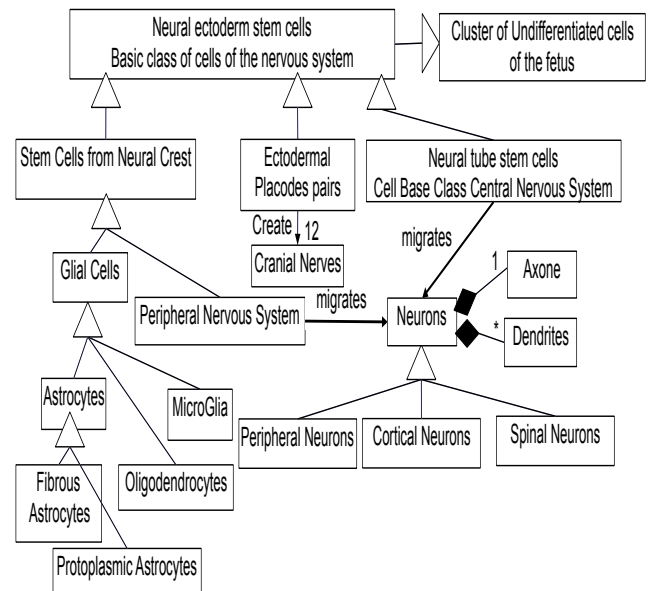 Neural ectoderm stem cells
Basic class of cells of the nervous system
Cluster of Undifferentiated cells
of the fetus
Stem Cells from Neural Crest
Ectodermal
Placodes pairs
Neural tube stem cells
Cell Base Class Central Nervous System
Create
12
Cranial Nerves
migrates
Glial Cells
1
Axone
Peripheral Nervous System
migrates
Neurons
*
Dendrites
Astrocytes
MicroGlia
Peripheral Neurons
Cortical Neurons
Spinal Neurons
Fibrous
Astrocytes
Oligodendrocytes
Protoplasmic Astrocytes